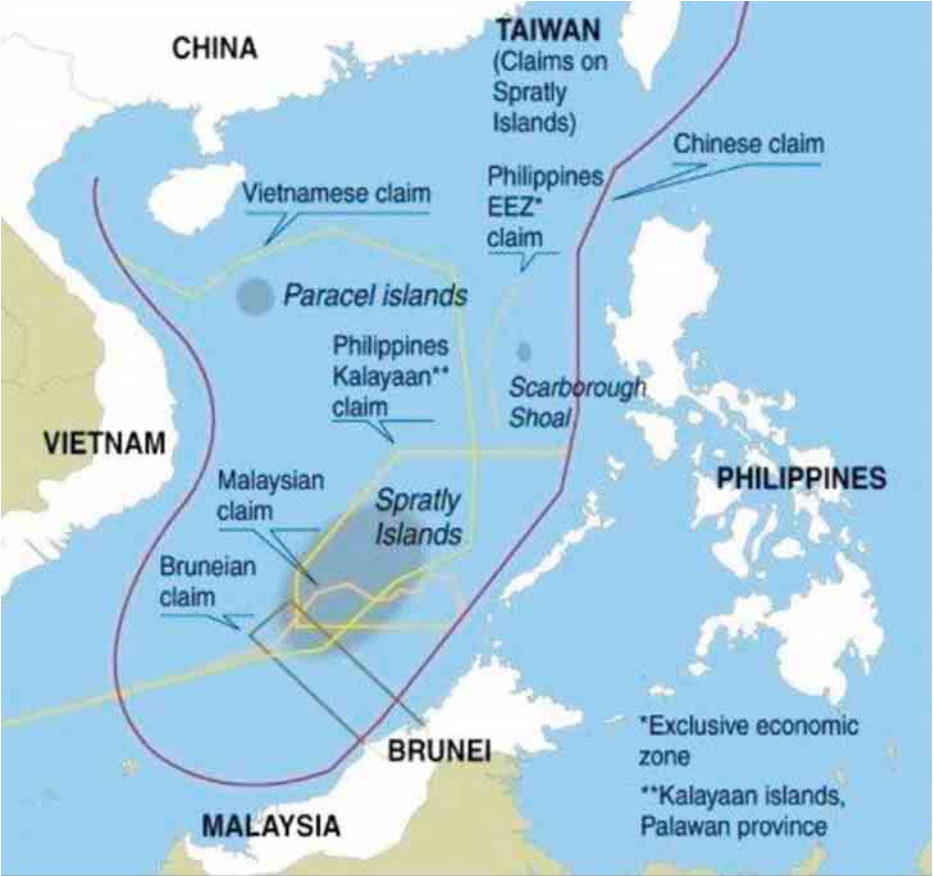 CHINA
TAIWAN
(Claims on
Spratly
Islands)
Chinese claim
Philippines
EEZ*
claim
Vietnamese claim
Paracel islands
Philippines
Kalayaan**
claim
Scarborough
Shoal
VIETNAM
PHILIPPINES
Malaysian
claim
Spratly
Islands
Bruneian
claim
BRUNEI
MALAYSIA
*Exclusive economic
zone
**Kalayaan islands,
Palawan province